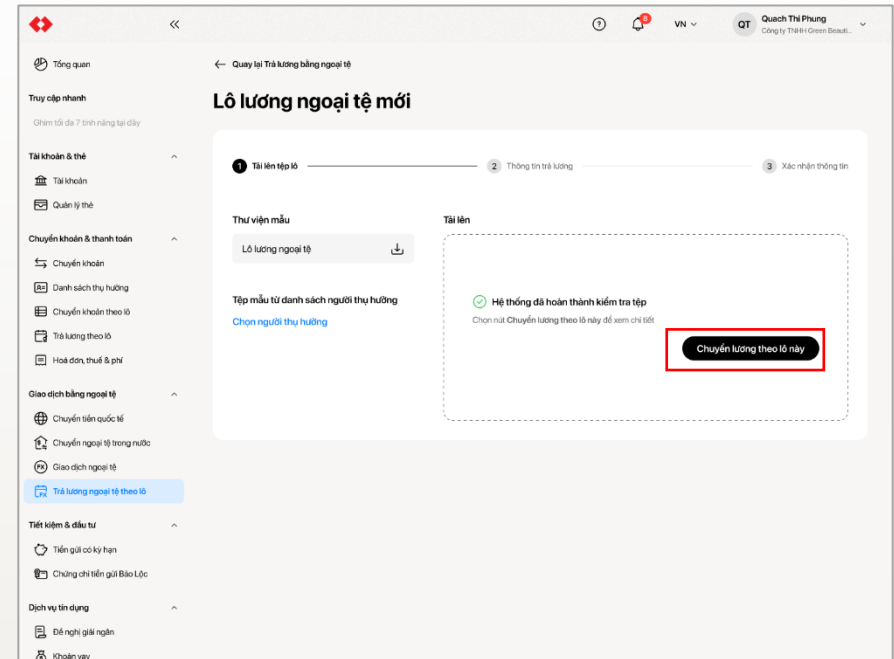 8
VN
QT
Quach Thi Phung
Công ty TNHH Green Beauti...
Tổng quan
Truy cập nhanh
Ghim tối đa 7 tính năng tại đây
Tài khoản & thẻ
Tài khoản
Quản lý thẻ
Chuyển khoản & thanh toán
Chuyển khoản
Danh sách thụ hưởng
Chuyển khoản theo lô
Trả lương theo lô
Hoá đơn, thuế & phí
Giao dịch bằng ngoại tệ
Chuyển tiền quốc tế
Chuyển ngoại tệ trong nước
FX
Giao dịch ngoại tệ
FX
Trả lương ngoại tệ theo lô
Tiết kiệm & đầu tư
Tiền gửi có kỳ hạn
Chứng chỉ tiền gửi Bảo Lộc
Dịch vụ tín dụng
Đề nghị giải ngân
Khoản vay
Quay lại Trả lương bằng ngoại tệ
Lô lương ngoại tệ mới
1 Tải lên tệp lô
2 Thông tin trả lương
3 Xác nhận thông tin
Thư viện mẫu
Lô lương ngoại tệ
Tệp mẫu từ danh sách người thụ hưởng
Chọn người thụ hưởng
Tải lên
Hệ thống đã hoàn thành kiểm tra tệp
Chọn nút Chuyển lương theo lô này để xem chi tiết
Chuyển lương theo lô này